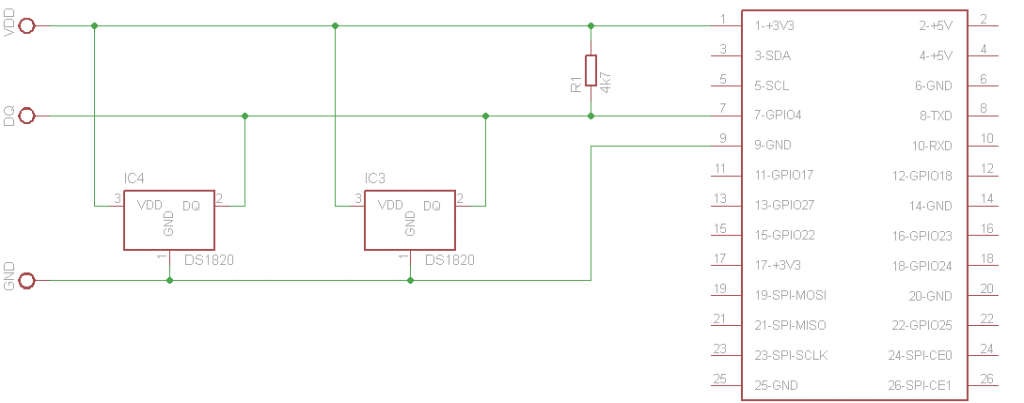 VDD
DQ
GND
IC4
3
VDD
DQ
2
GND
1
DS1820
IC3
3
VDD
DQ
2
GND
1
DS1820
R1
4k7
1 1-+3V3 2-+5V 2
3 3-SDA 4-+5V 4
5 5-SCL 6-GND 6
7 7-GPIO4 8-TXD 8
9 9-GND 10-RXD 10
11 11-GPIO17 12-GPIO18 12
13 13-GPIO27 14-GND 14
15 15-GPIO22 16-GPIO23 16
17 17-+3V3 18-GPIO24 18
19 19-SPI-MOSI 20-GND 20
21 21-SPI-MISO 22-GPIO25 22
23 23-SPI-SCLK 24-SPI-CE0 24
25 25-GND 26-SPI-CE1 26